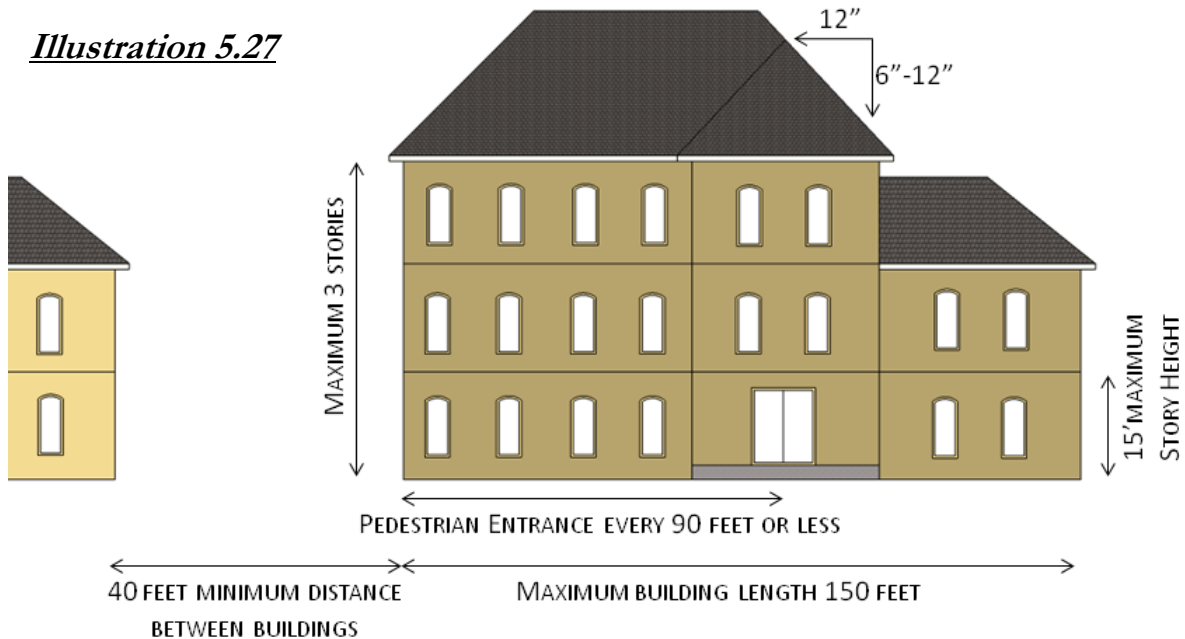 Illustration 5.27
12”
6”-12”
MAXIMUM 3 STORIES
15’MAXIMUM
STORY HEIGHT
PEDESTRIAN ENTRANCE EVERY 90 FEET OR LESS
40 FEET MINIMUM DISTANCE
BETWEEN BUILDINGS
MAXIMUM BUILDING LENGTH 150 FEET